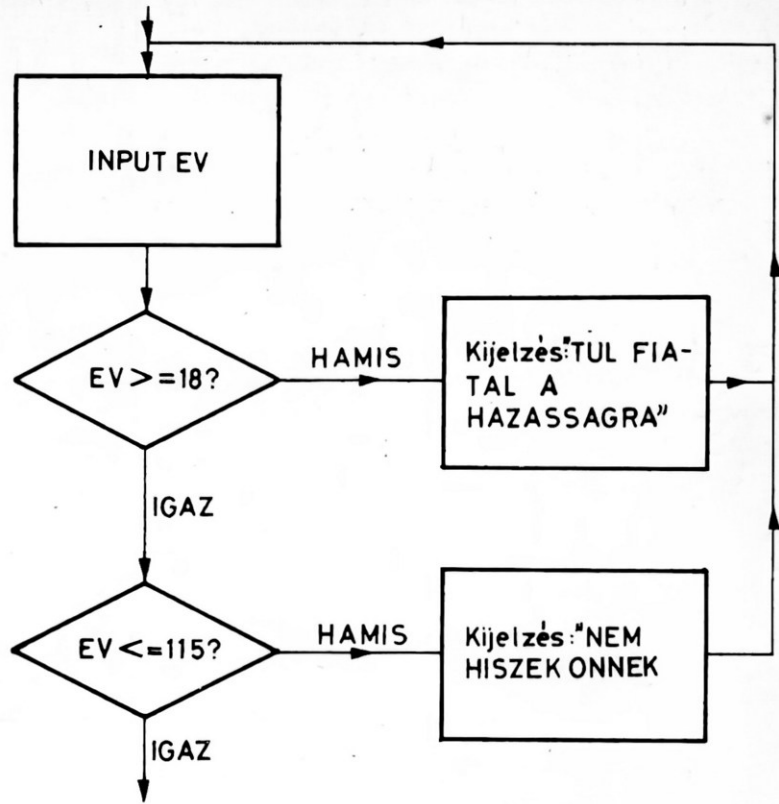 INPUT EV
EV>=18?
HAMIS
Kijelzés:"TUL FIA-
TAL A
HAZASSAGRA"
IGAZ
EV<=115?
HAMIS
Kijelzés:"NEM
HISZEK ONNEK
IGAZ